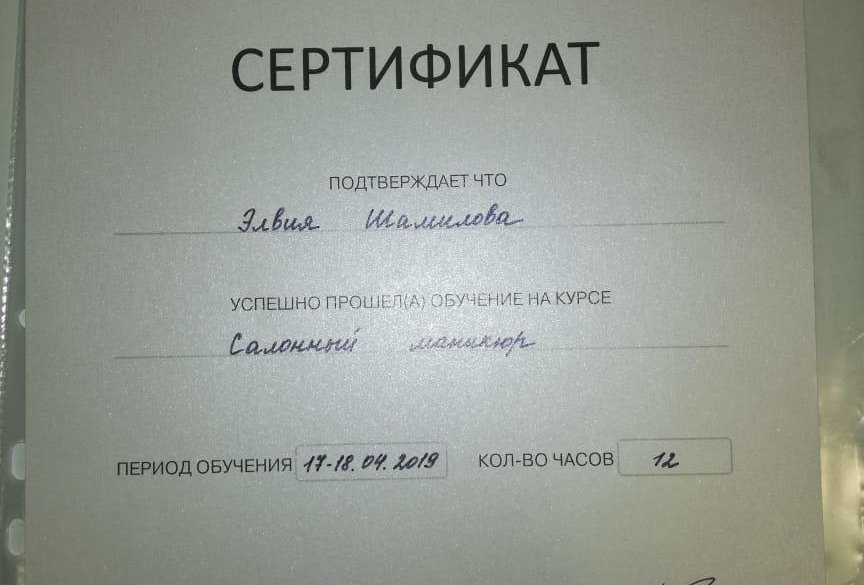 СЕРТИФИКАТ
ПОДТВЕРЖДАЕТ ЧТО
Элвия Шамилова
УСПЕШНО ПРОШЕЛ(А) ОБУЧЕНИЕ НА КУРСЕ
Салонный маникюр
ПЕРИОД ОБУЧЕНИЯ 17-18.04.2019 КОЛ-ВО ЧАСОВ 12